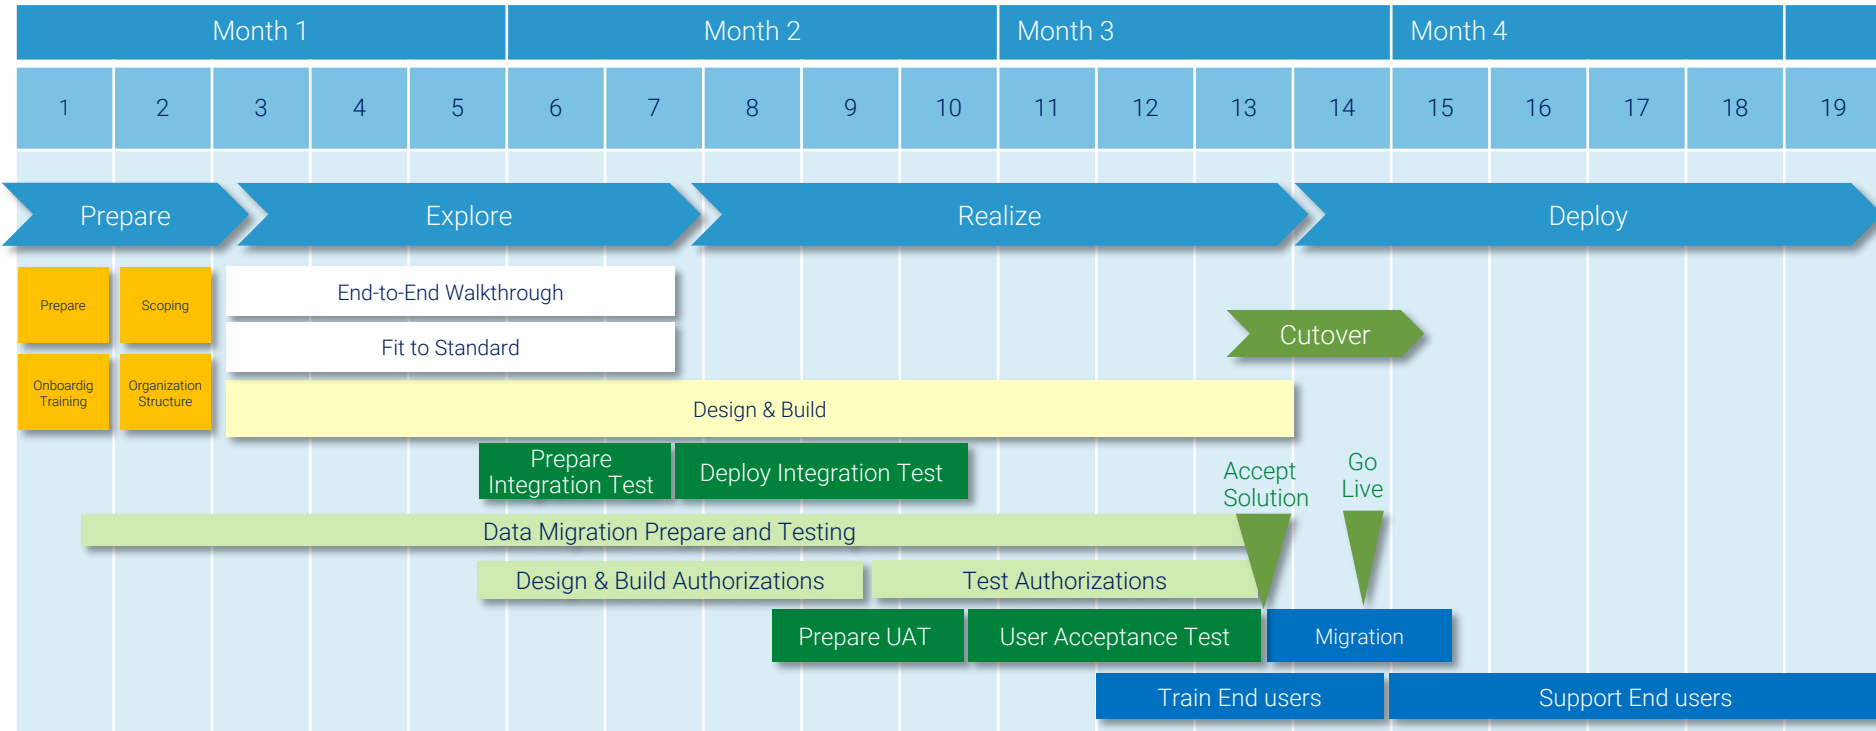 Month 1
Month 2
Month 3
Month 4
1
2
3
4
5
6
7
8
9
10
11
12
13
14
15
16
17
18
19
Prepare
Explore
Realize
Deploy
Prepare
Scoping
End-to-End Walkthrough
Fit to Standard
Cutover
Onboardig
Training
Organization
Structure
Design & Build
Prepare
Integration Test
Deploy Integration Test
Accept
Solution
Go
Live
Data Migration Prepare and Testing
Design & Build Authorizations
Test Authorizations
Prepare UAT
User Acceptance Test
Migration
Train End users
Support End users